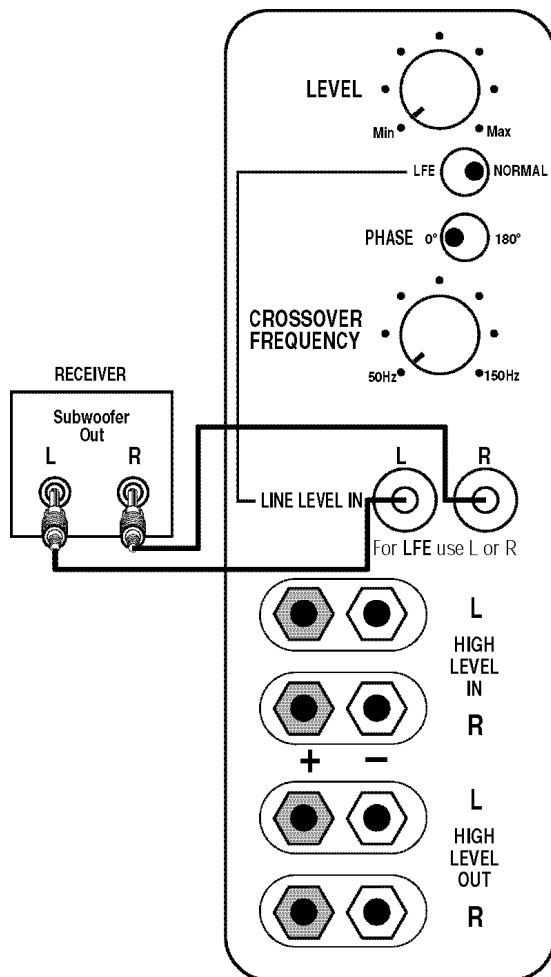 LEVEL
Min
Max
LFE
NORMAL
PHASE
0°
180°
CROSSOVER
FREQUENCY
50Hz
150Hz
RECEIVER
Subwoofer
Out
L
R
L
R
LINE LEVEL IN
For LFE use L or R
L
HIGH
LEVEL
IN
R
+
−
L
HIGH
LEVEL
OUT
R